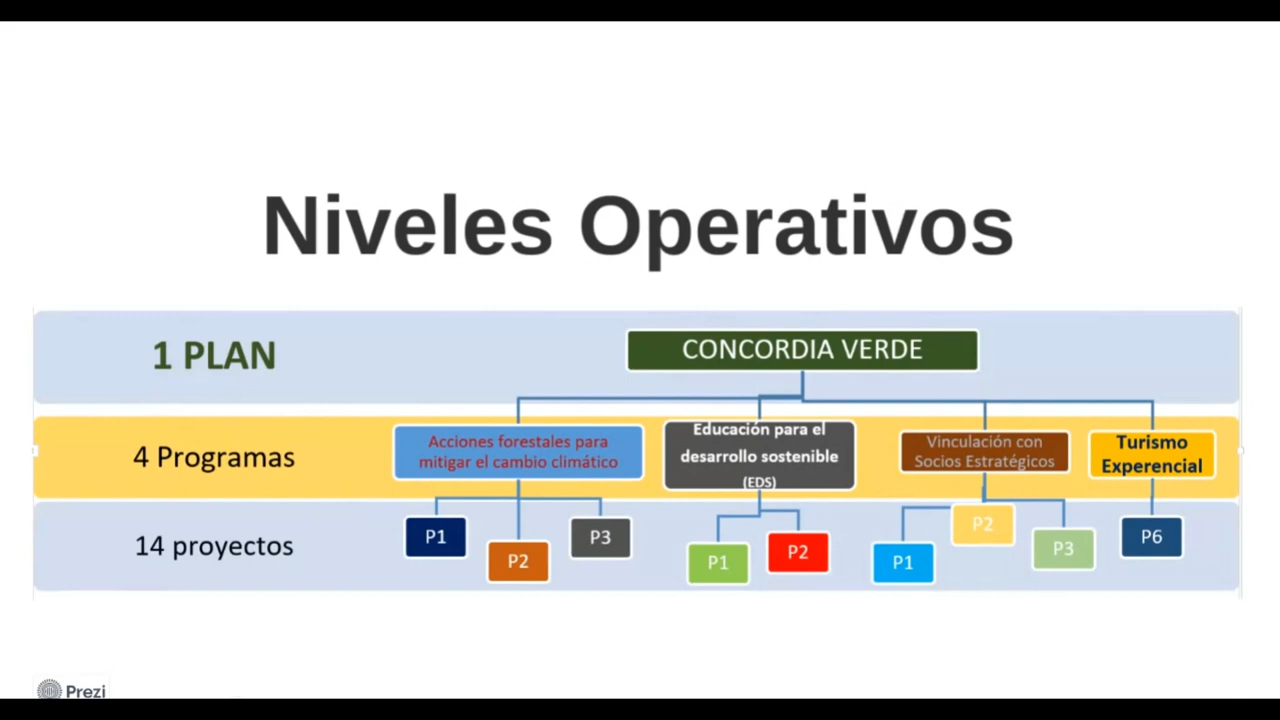 Niveles Operativos
1 PLAN
CONCORDIA VERDE
4 Programas
Acciones forestales para
mitigar el cambio climático
Educación para el
desarrollo sostenible
(EDS)
Vinculación con
Socios Estratégicos
Turismo
Experencial
14 proyectos
P1
P2
P3
P1
P2
P1
P2
P3
P6
Prezi